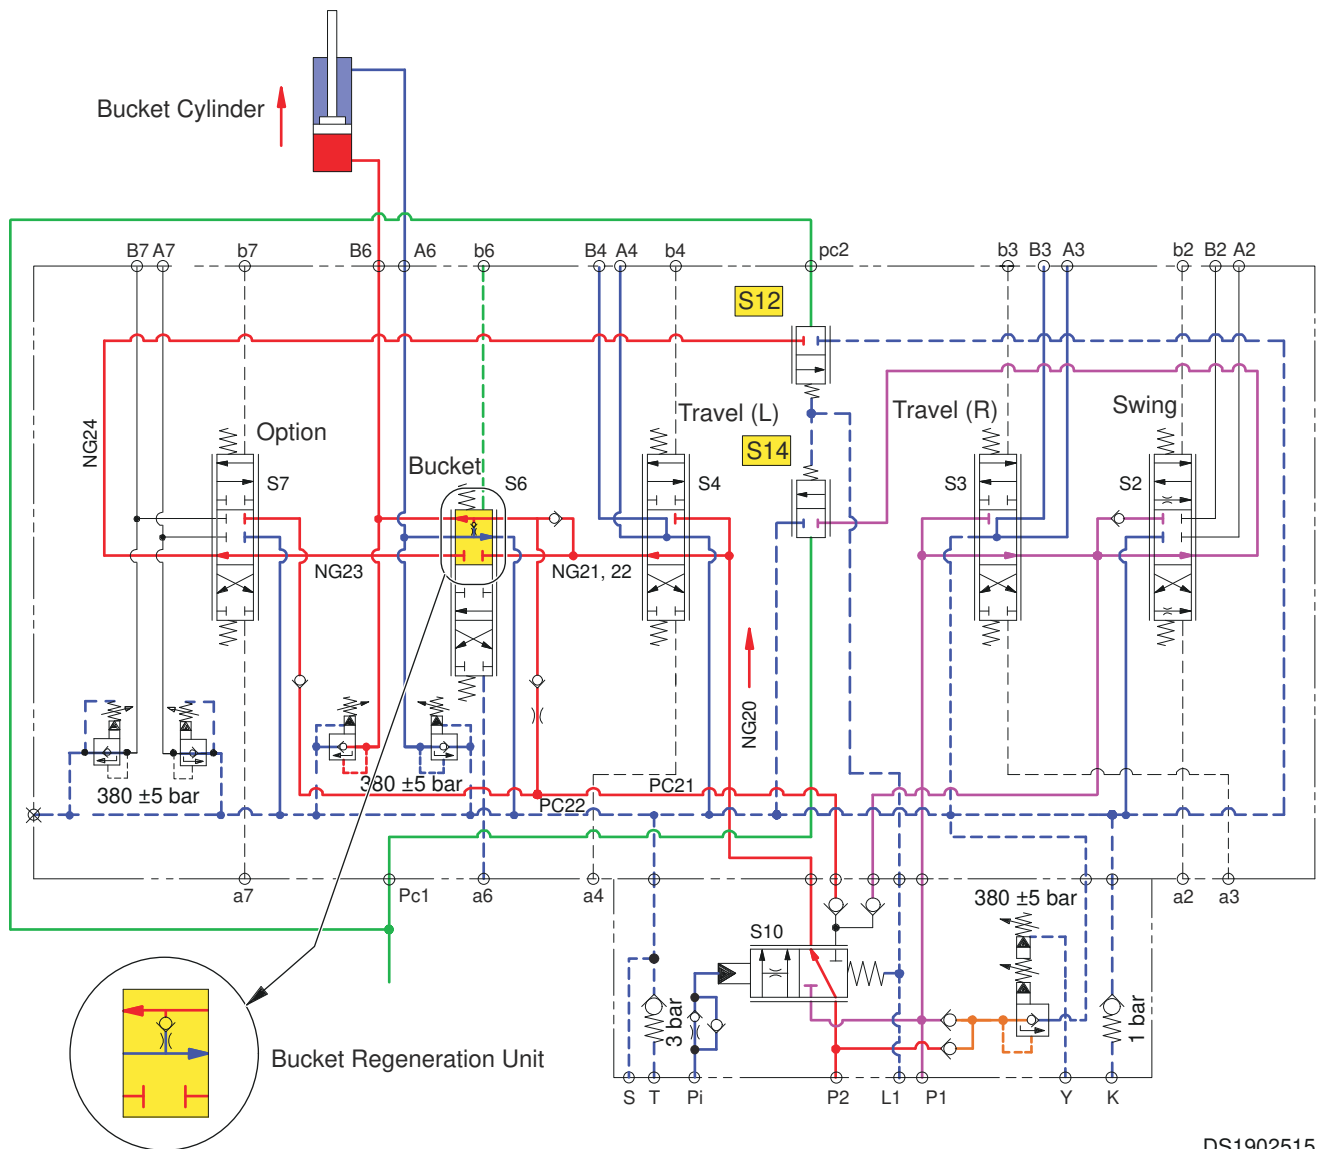 Bucket Cylinder
B7 A7 b7 B6 A6 b6 B4 A4 b4 pc2 b3 B3 A3 b2 B2 A2
S12
Travel (L) Travel (R) Swing
NG24
Option
S14
Bucket
S7 S6 S4 S3 S2
NG23 NG21, 22
NG20
380 ±5 bar
380 ±5 bar
PC22
PC21
a7 Pc1 a6 a4 a2 a3
380 ±5 bar
S10
3 bar
1 bar
Bucket Regeneration Unit
S T Pi P2 L1 P1 Y K
DS1902515